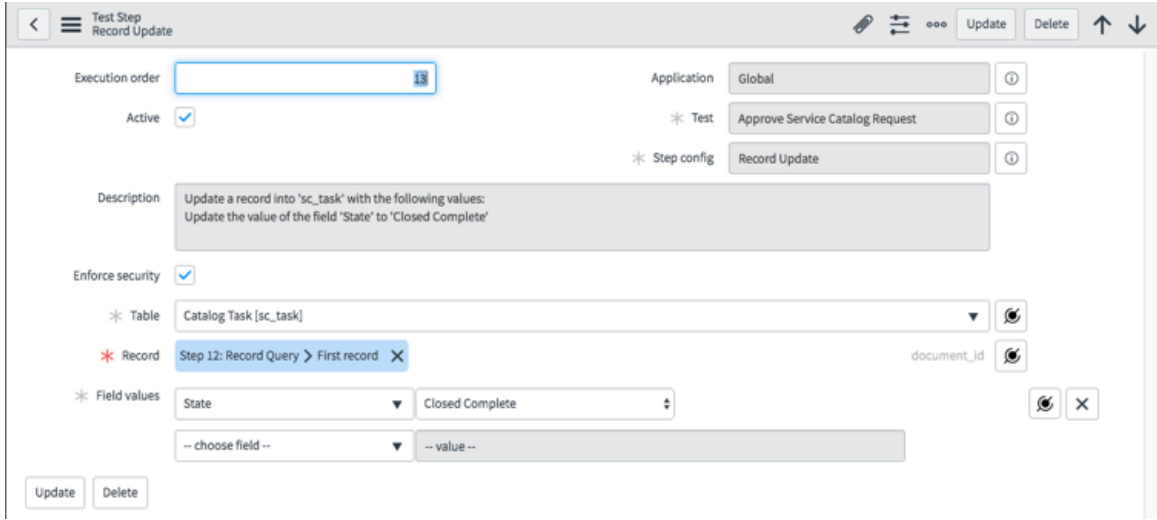 Test Step
Record Update
Update
Delete
Execution order
13
Application
Global
Active
Test
Approve Service Catalog Request
Step config
Record Update
Description
Update a record into 'sc_task' with the following values:
Update the value of the field 'State' to 'Closed Complete'
Enforce security
Table
Catalog Task [sc_task]
Record
Step 12: Record Query > First record
document_id
Field values
State
Closed Complete
-- choose field --
-- value --
Update
Delete